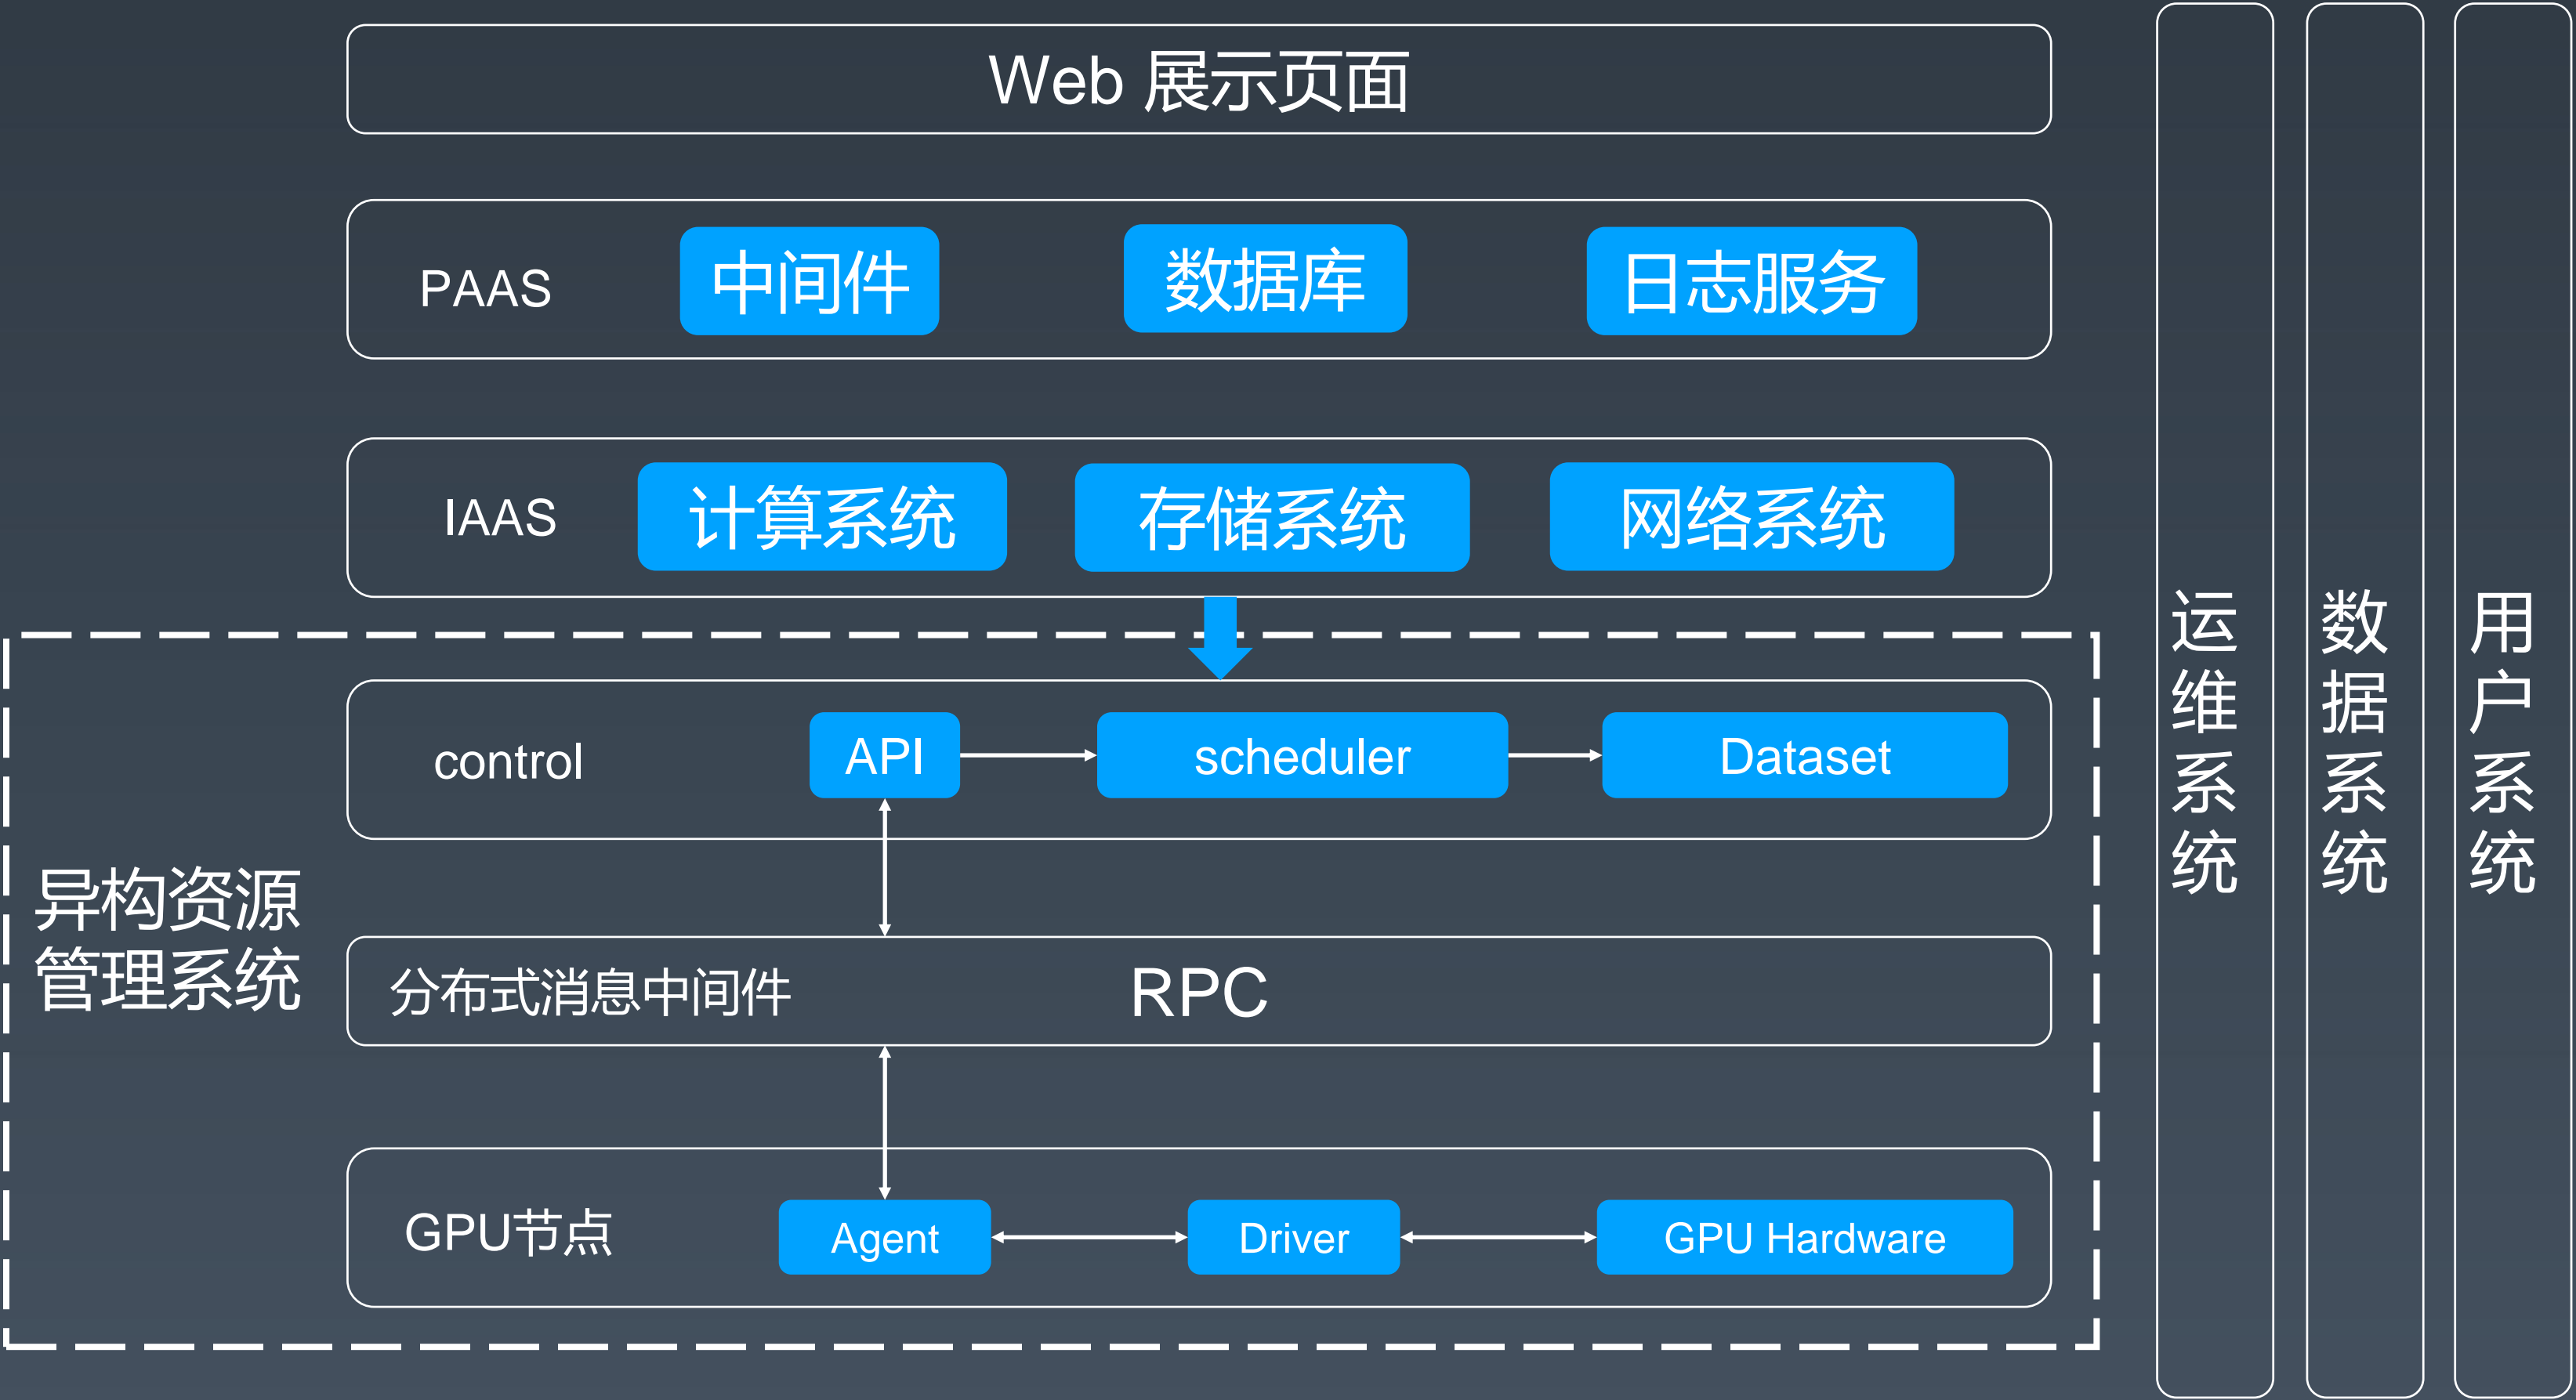 Web 展示页面
PAAS
中间件
数据库
日志服务
IAAS
计算系统
存储系统
网络系统
异构资源
管理系统
control
API
scheduler
Dataset
分布式消息中间件
RPC
GPU节点
Agent
Driver
GPU Hardware
运维系统
数据系统
用户系统